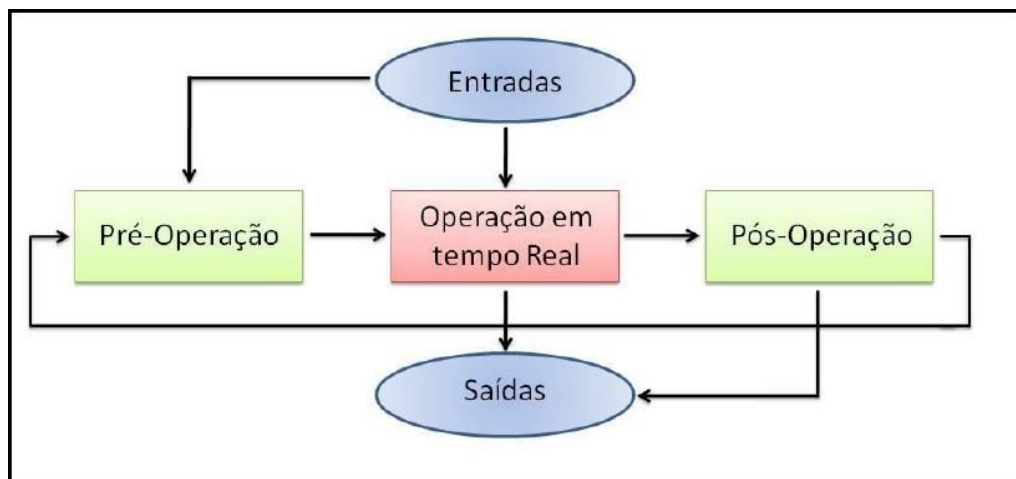 Entradas
Pré-Operação
Operação em
tempo Real
Pós-Operação
Saídas